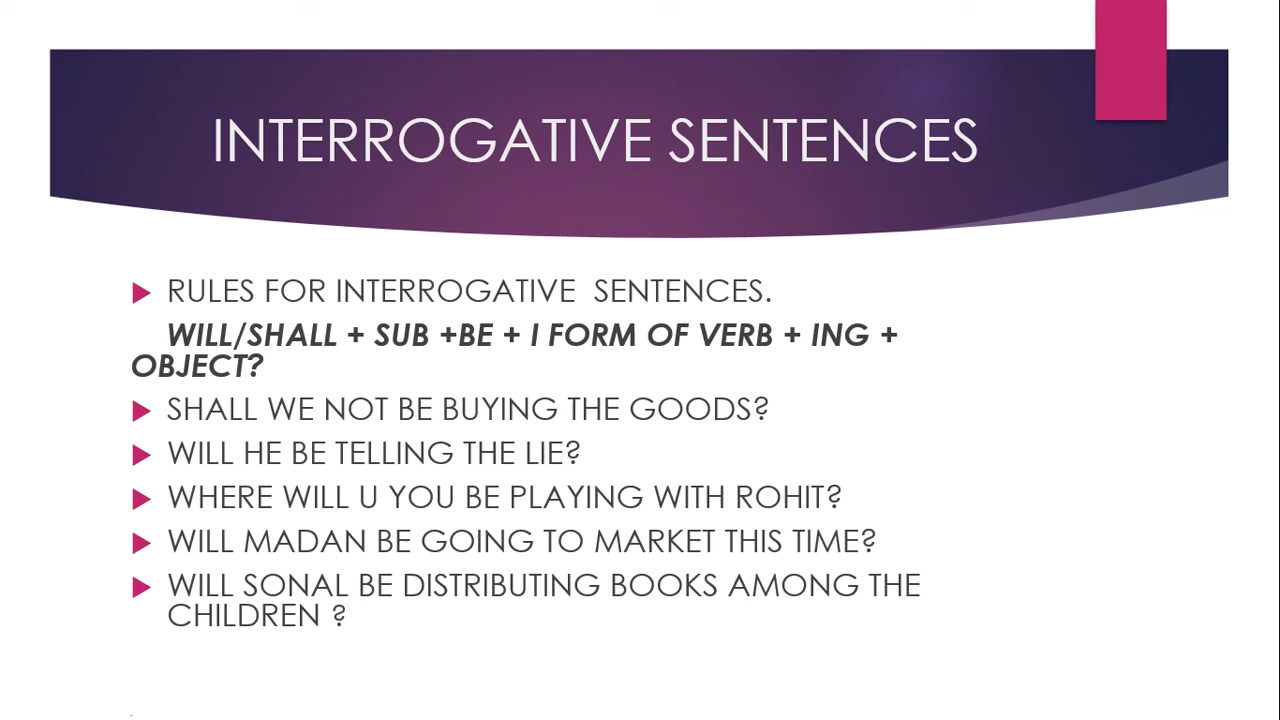 INTERROGATIVE SENTENCES
RULES FOR INTERROGATIVE SENTENCES.
WILL/SHALL + SUB +BE + I FORM OF VERB + ING +
OBJECT?
SHALL WE NOT BE BUYING THE GOODS?
WILL HE BE TELLING THE LIE?
WHERE WILL U YOU BE PLAYING WITH ROHIT?
WILL MADAN BE GOING TO MARKET THIS TIME?
WILL SONAL BE DISTRIBUTING BOOKS AMONG THE
CHILDREN ?